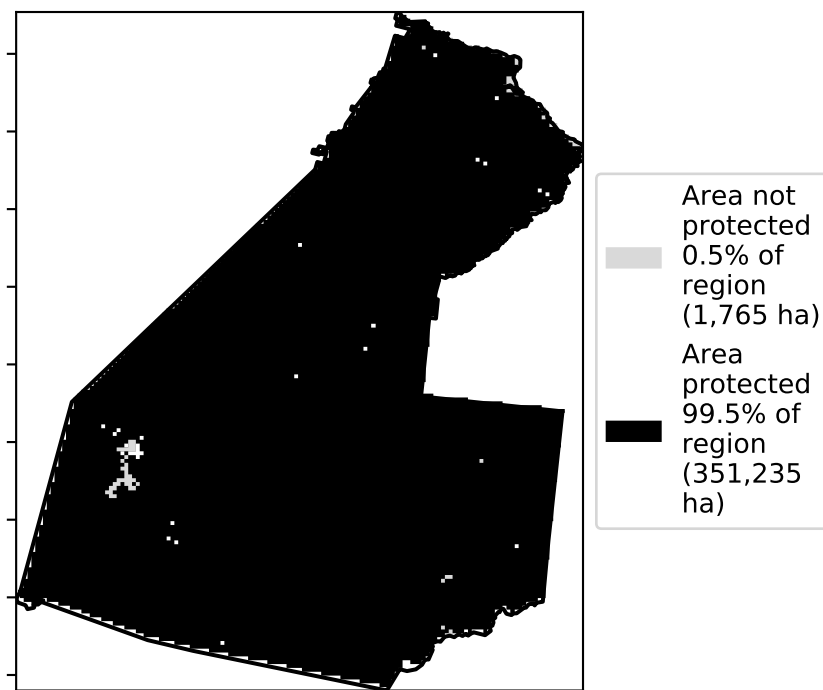 Area not
protected
0.5% of
region
(1,765 ha)
Area
protected
99.5% of
region
(351,235
ha)